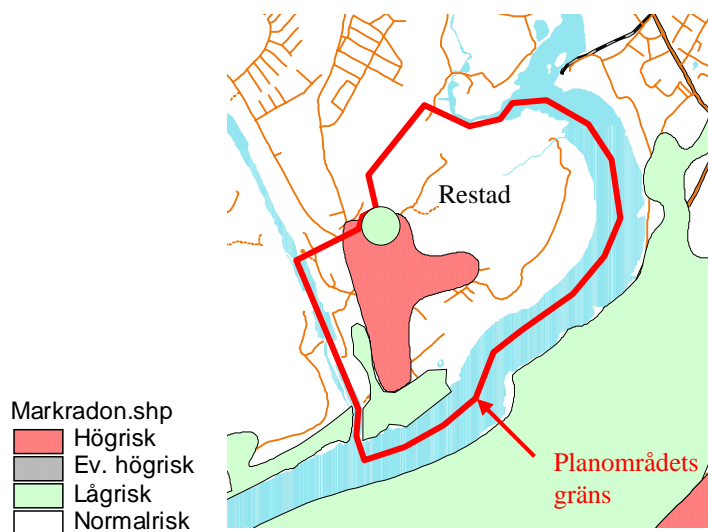 Restad
Markradon.shp
Högrisk
Ev. högrisk
Lågrisk
Normalrisk
Planområdets
gräns